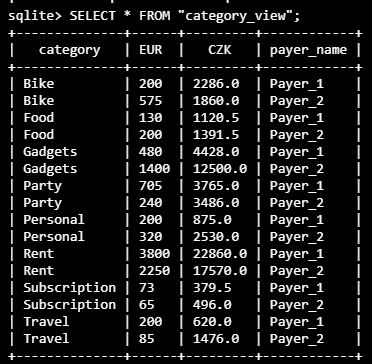 sqlite> SELECT * FROM "category_view";
+--------------+------+---------+------------+
|   category   | EUR  |   CZK   | payer_name |
+--------------+------+---------+------------+
| Bike         | 200  | 2286.0  | Payer_1    |
| Bike         | 575  | 1860.0  | Payer_2    |
| Food         | 130  | 1120.5  | Payer_1    |
| Food         | 200  | 1391.5  | Payer_2    |
| Gadgets      | 480  | 4428.0  | Payer_1    |
| Gadgets      | 1400 | 12500.0 | Payer_2    |
| Party        | 705  | 3765.0  | Payer_1    |
| Party        | 240  | 3486.0  | Payer_2    |
| Personal     | 200  | 875.0   | Payer_1    |
| Personal     | 320  | 2530.0  | Payer_2    |
| Rent         | 3800 | 22860.0 | Payer_1    |
| Rent         | 2250 | 17570.0 | Payer_2    |
| Subscription | 73   | 379.5   | Payer_1    |
| Subscription | 65   | 496.0   | Payer_2    |
| Travel       | 200  | 620.0   | Payer_1    |
| Travel       | 85   | 1476.0  | Payer_2    |
+--------------+------+---------+------------+